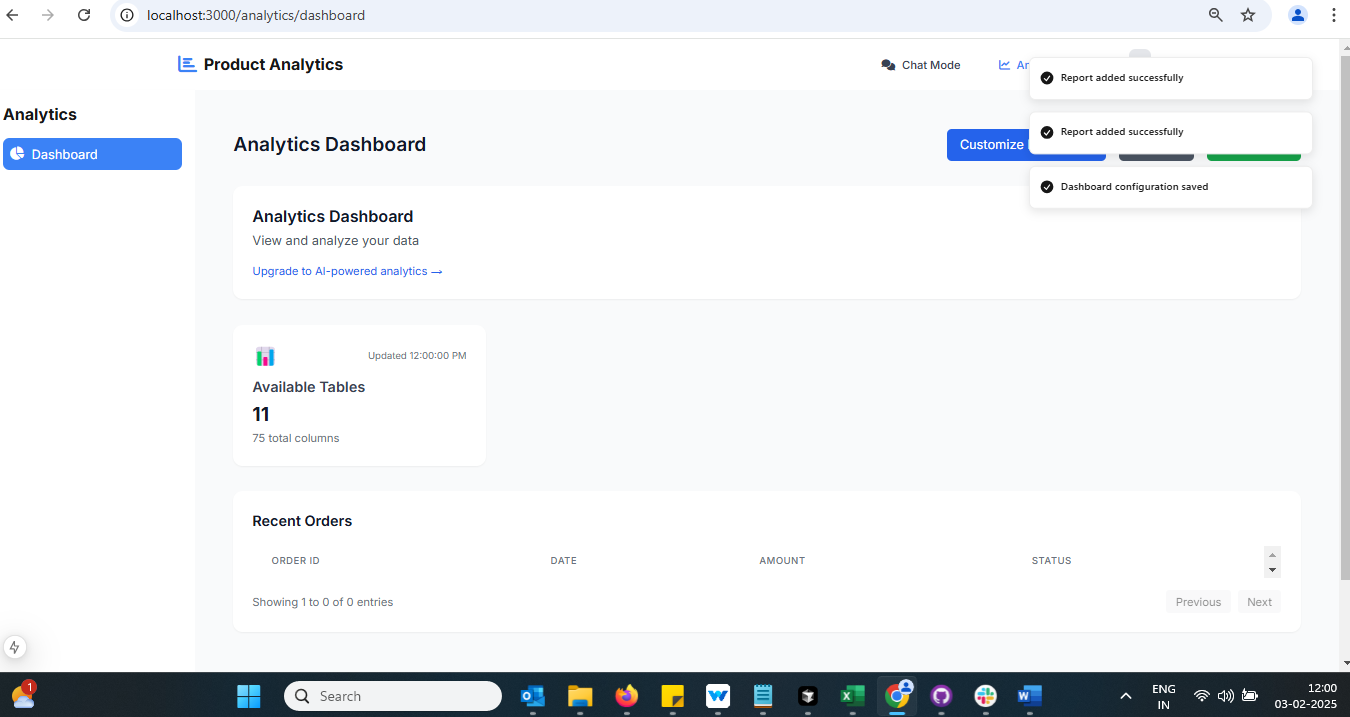 localhost:3000/analytics/dashboard
Product Analytics
Chat Mode
An
Report added successfully
Report added successfully
Dashboard configuration saved
Analytics
Dashboard
Analytics Dashboard
Customize
Analytics Dashboard
View and analyze your data
Upgrade to AI-powered analytics →
Updated 12:00:00 PM
Available Tables
11
75 total columns
Recent Orders
ORDER ID DATE AMOUNT STATUS
Showing 1 to 0 of 0 entries
Previous Next
1
Search
ENG
IN
12:00
03-02-2025